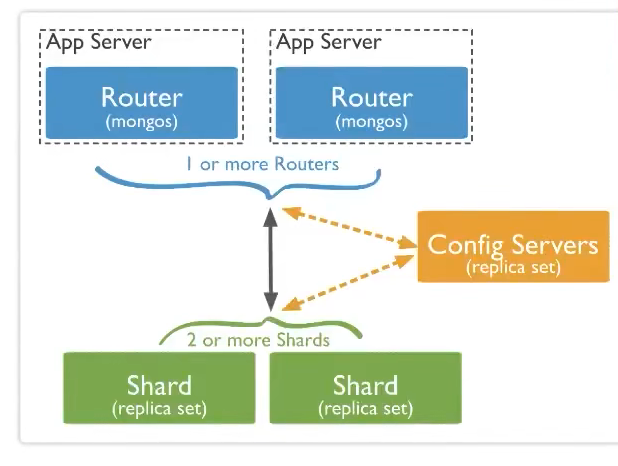 App Server
App Server
Router
(mongos)
Router
(mongos)
1 or more Routers
Config Servers
(replica set)
2 or more Shards
Shard
(replica set)
Shard
(replica set)